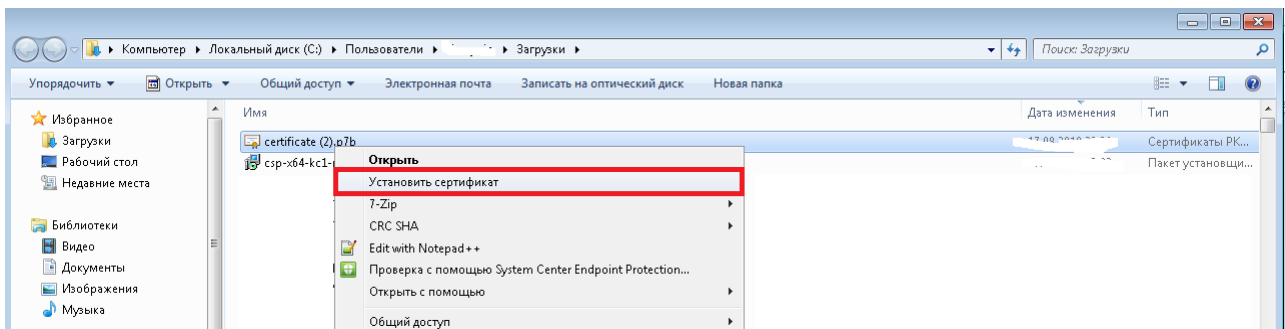 Компьютер ▸ Локальный диск (C:) ▸ Пользователи ▸ ▸ Загрузки ▸ Поиск: Загрузки
Упорядочить Открыть Общий доступ Электронная почта Записать на оптический диск Новая папка
Избранное
Загрузки
Рабочий стол
Недавние места
Библиотеки
Видео
Документы
Изображения
Музыка
Имя Дата изменения Тип
certificate (2).p7b Сертификаты РК...
csp-x64-kc1- Пакет установщи...
Открыть
Установить сертификат
7-Zip
CRC SHA
Edit with Notepad++
Проверка с помощью System Center Endpoint Protection...
Открыть с помощью
Общий доступ